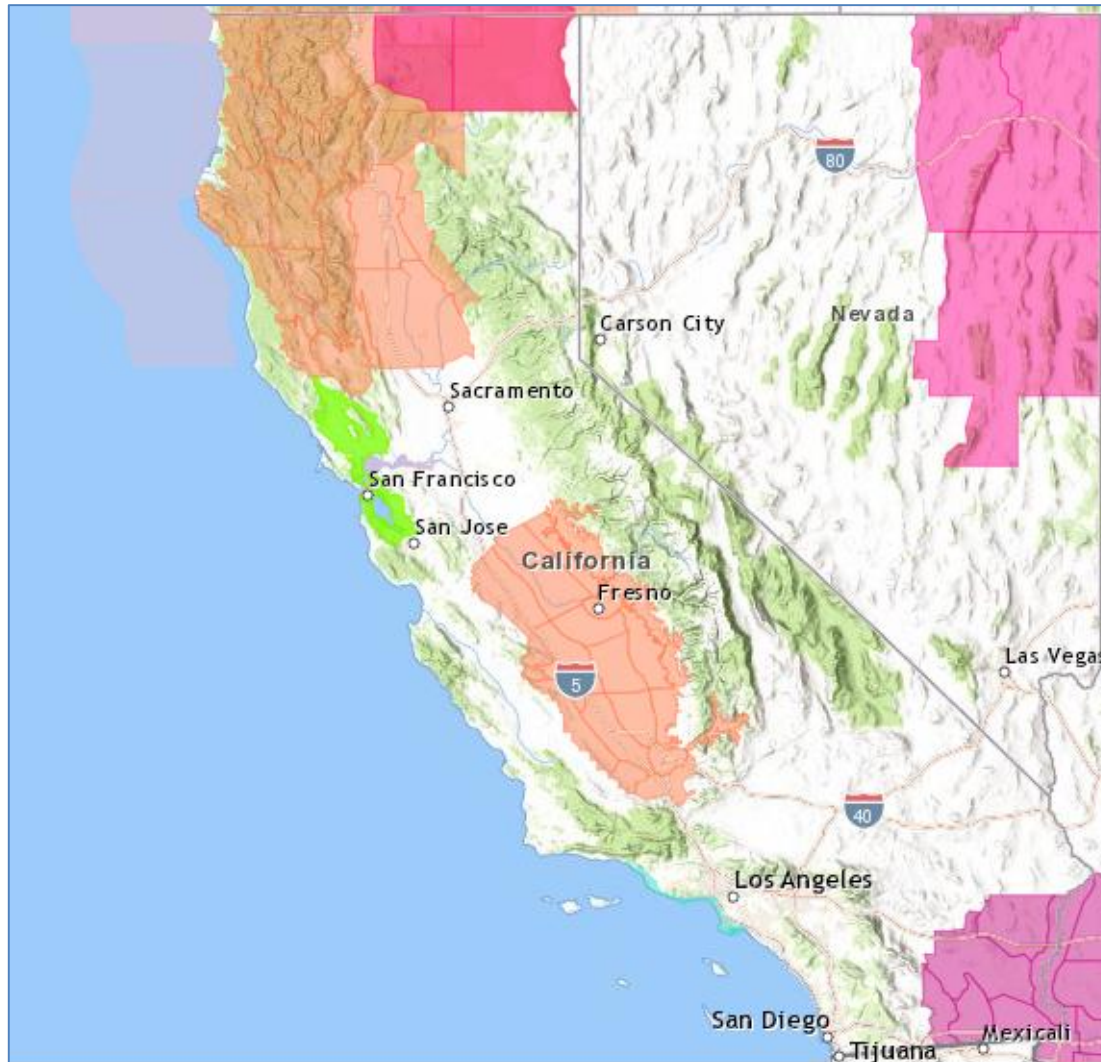 80
Carson City
Nevada
Sacramento
San Francisco
San Jose
California
Fresno
Las Vegas
5
40
Los Angeles
San Diego
Mexicali
Tijuana